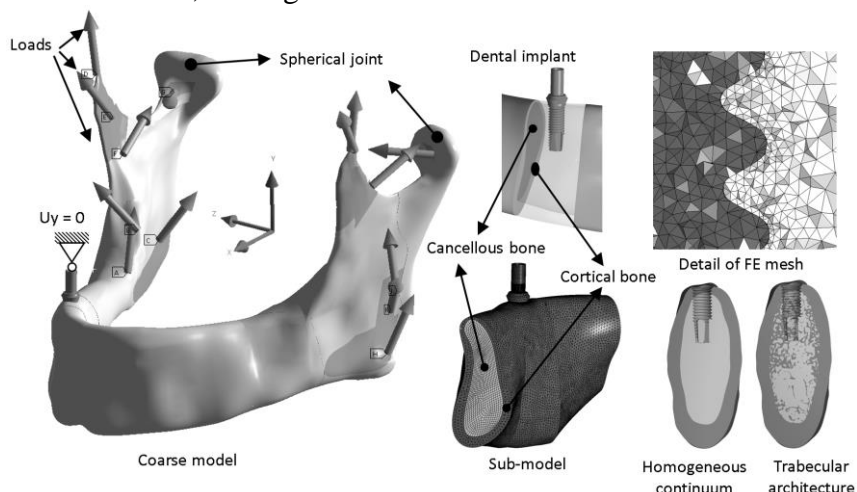 Loads
Spherical joint
Dental implant
Uy = 0
Y
Z
X
D
E
F
C
A
H
Cancellous bone
Cortical bone
Detail of FE mesh
Coarse model
Sub-model
Homogeneous
continuum
Trabecular
architecture